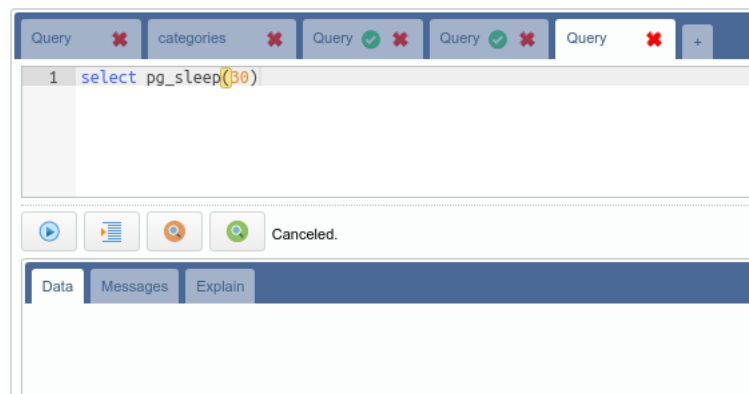 Query categories Query Query Query +
1 select pg_sleep(30)
Canceled.
Data Messages Explain